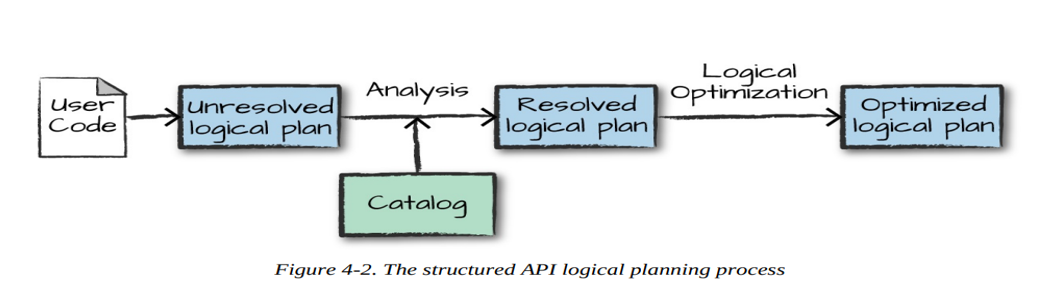 User
Code
Unresolved
logical plan
Analysis
Resolved
logical plan
Logical
Optimization
Optimized
logical plan
Catalog
Figure 4-2. The structured API logical planning process